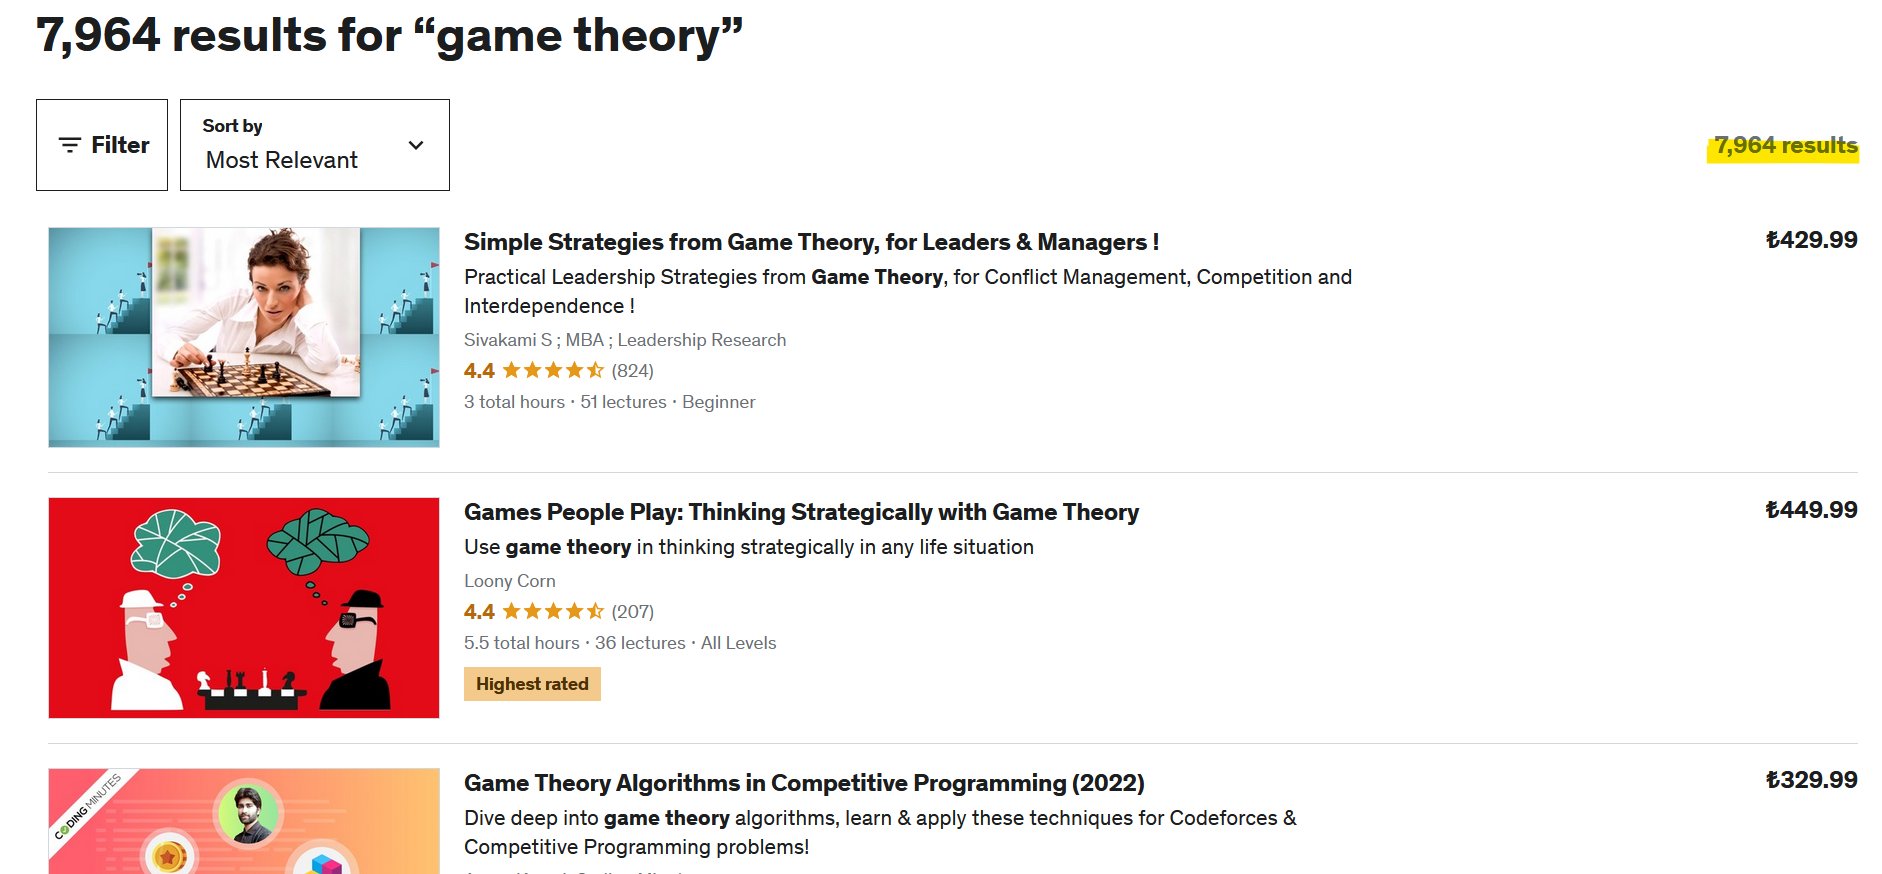 7,964 results for “game theory”
Filter
Sort by
Most Relevant
7,964 results
Simple Strategies from Game Theory, for Leaders & Managers !
₺429.99
Practical Leadership Strategies from Game Theory, for Conflict Management, Competition and
Interdependence !
Sivakami S ; MBA ; Leadership Research
4.4 (824)
3 total hours · 51 lectures · Beginner
Games People Play: Thinking Strategically with Game Theory
₺449.99
Use game theory in thinking strategically in any life situation
Loony Corn
4.4 (207)
5.5 total hours · 36 lectures · All Levels
Highest rated
CODING MINUTES
Game Theory Algorithms in Competitive Programming (2022)
₺329.99
Dive deep into game theory algorithms, learn & apply these techniques for Codeforces &
Competitive Programming problems!